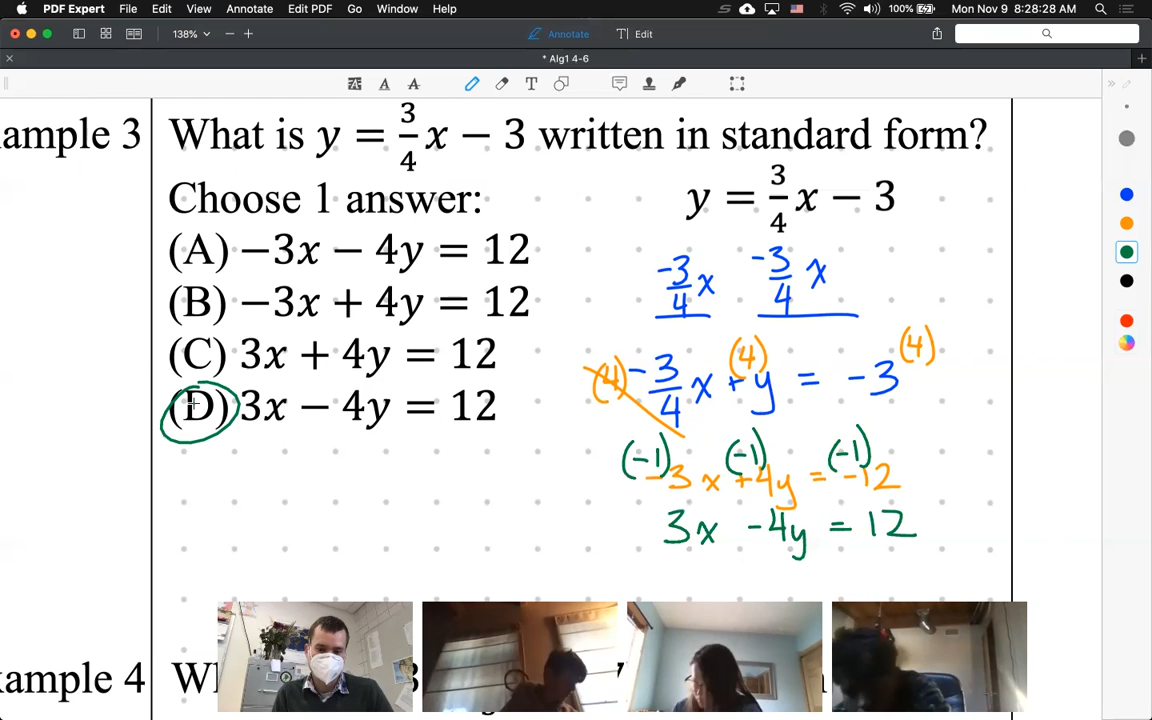 PDF Expert File Edit View Annotate Edit PDF Go Window Help 100% Mon Nov 9 8:28:28 AM
138% Annotate Edit
* Alg1 4-6
ample 3 What is y = 3/4 x − 3 written in standard form?
Choose 1 answer:
(A) −3x − 4y = 12
(B) −3x + 4y = 12
(C) 3x + 4y = 12
(D) 3x − 4y = 12
y = 3/4 x − 3
-3/4 x -3/4 x
(4) -3/4 x + (4) y = -3 (4)
(-1) (-1) (-1)
-3x +4y = -12
3x -4y = 12
xample 4 W